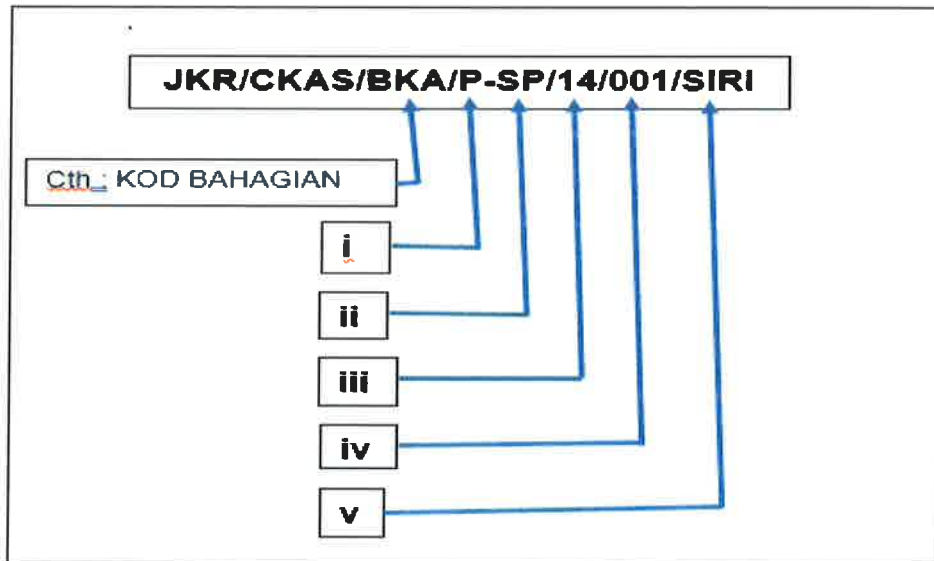 JKR/CKAS/BKA/P-SP/14/001/SIRI
Cth : KOD BAHAGIAN
i
ii
iii
iv
v